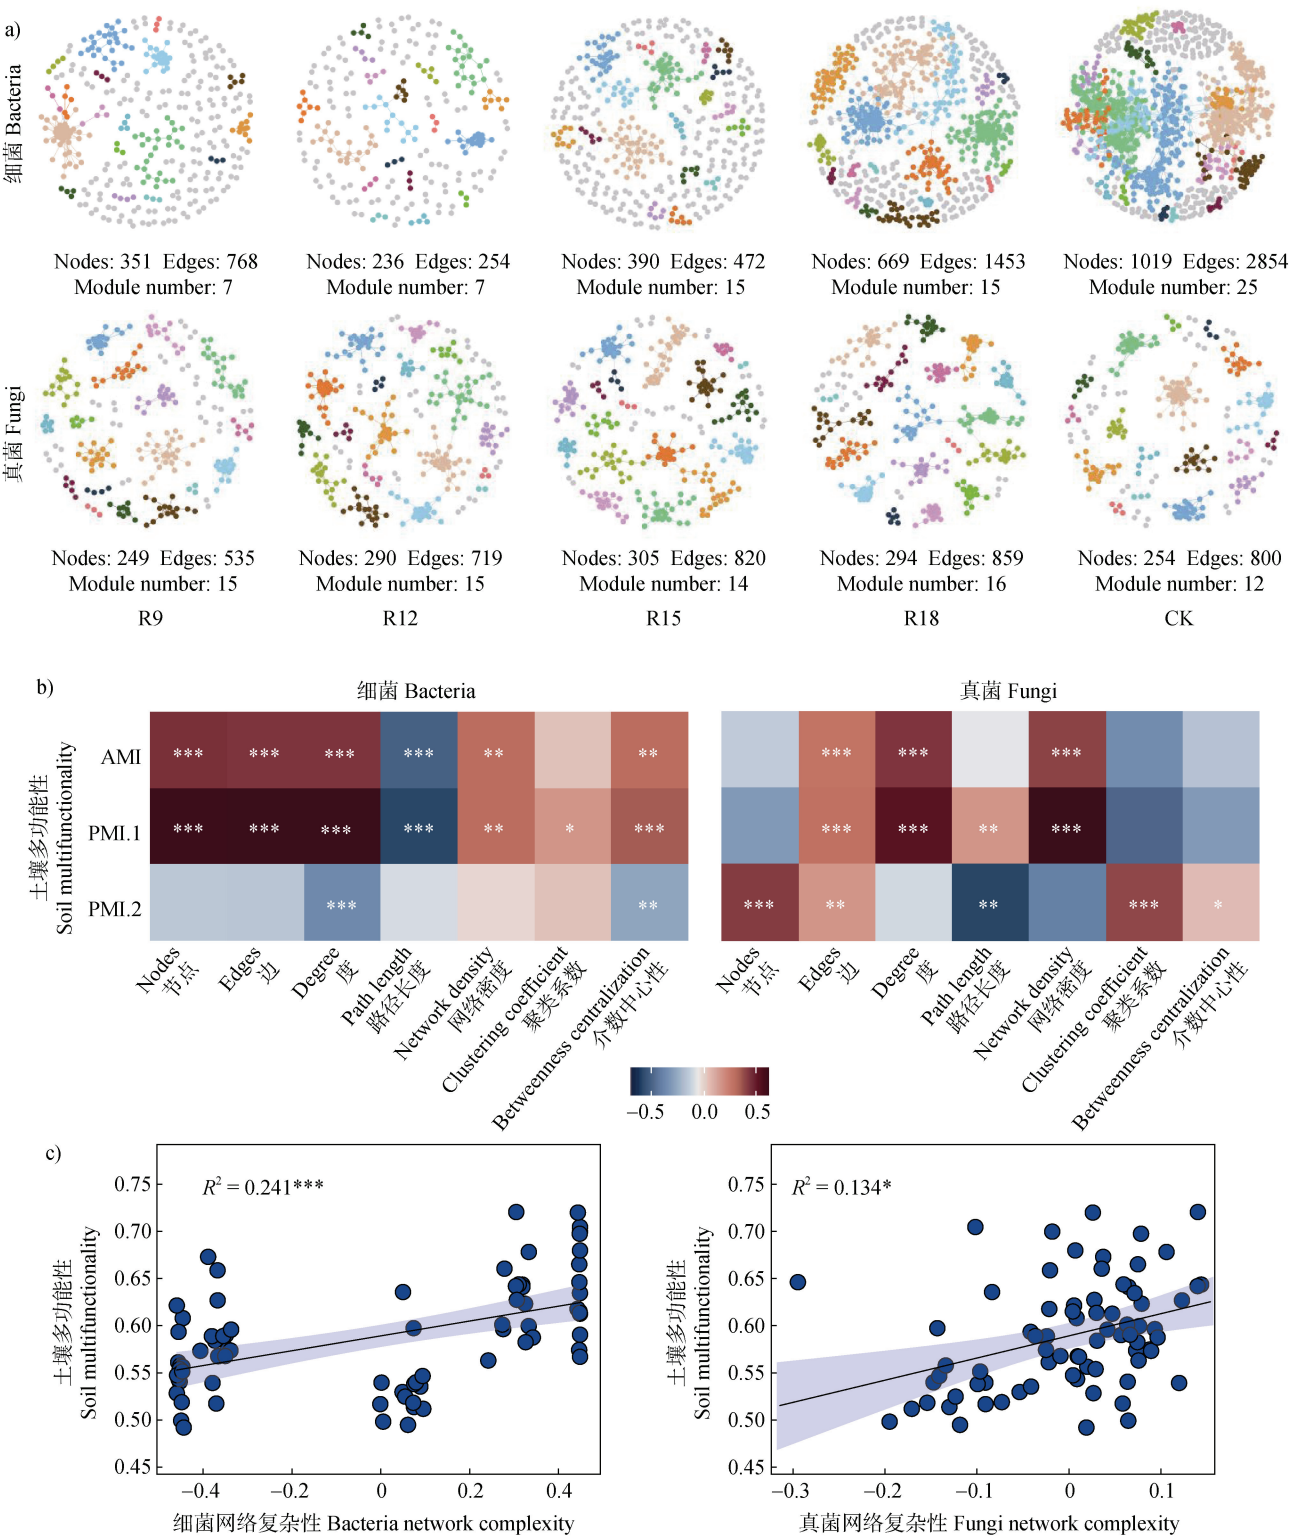 a)
细菌 Bacteria
Nodes: 351 Edges: 768
Module number: 7
Nodes: 236 Edges: 254
Module number: 7
Nodes: 390 Edges: 472
Module number: 15
Nodes: 669 Edges: 1453
Module number: 15
Nodes: 1019 Edges: 2854
Module number: 25
真菌 Fungi
Nodes: 249 Edges: 535
Module number: 15
Nodes: 290 Edges: 719
Module number: 15
Nodes: 305 Edges: 820
Module number: 14
Nodes: 294 Edges: 859
Module number: 16
Nodes: 254 Edges: 800
Module number: 12
R9
R12
R15
R18
CK
b)
细菌 Bacteria
真菌 Fungi
土壤多功能性
Soil multifunctionality
AMI
*** *** *** *** ** **
*** *** *** ***
PMI.1
*** *** *** *** ** * ***
*** *** ** ***
PMI.2
*** **
*** ** ** *** *
Nodes
节点
Edges
边
Degree
度
Path length
路径长度
Network density
网络密度
Clustering coefficient
聚类系数
Betweenness centralization
介数中心性
Nodes
节点
Edges
边
Degree
度
Path length
路径长度
Network density
网络密度
Clustering coefficient
聚类系数
Betweenness centralization
介数中心性
−0.5 0.0 0.5
c)
土壤多功能性
Soil multifunctionality
0.75
0.70
0.65
0.60
0.55
0.50
0.45
R² = 0.241***
−0.4 −0.2 0 0.2 0.4
细菌网络复杂性 Bacteria network complexity
土壤多功能性
Soil multifunctionality
0.75
0.70
0.65
0.60
0.55
0.50
0.45
R² = 0.134*
−0.3 −0.2 −0.1 0 0.1
真菌网络复杂性 Fungi network complexity